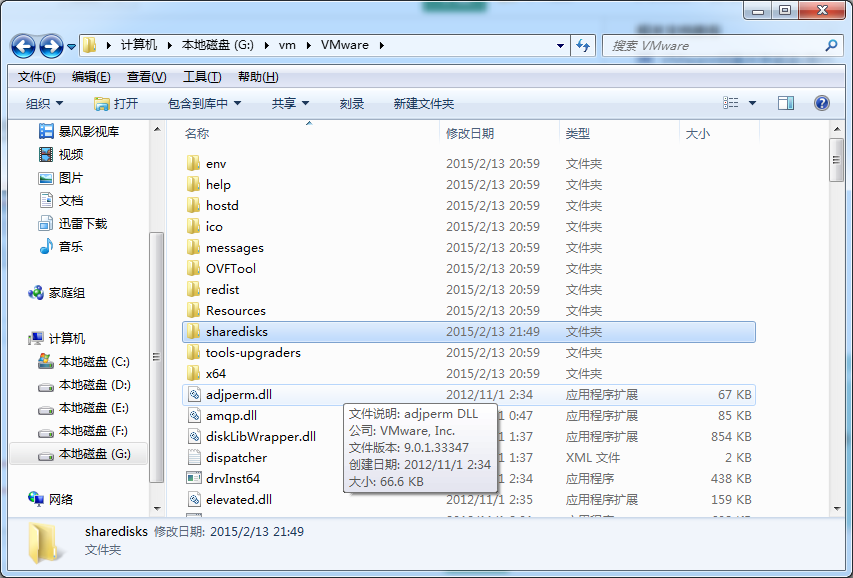 计算机 本地磁盘 (G:) vm VMware 搜索 VMware
文件(F) 编辑(E) 查看(V) 工具(T) 帮助(H)
组织 打开 包含到库中 共享 刻录 新建文件夹
名称 修改日期 类型 大小
暴风影视库
视频
图片
文档
迅雷下载
音乐
家庭组
计算机
本地磁盘 (C:)
本地磁盘 (D:)
本地磁盘 (E:)
本地磁盘 (F:)
本地磁盘 (G:)
网络
env 2015/2/13 20:59 文件夹
help 2015/2/13 20:59 文件夹
hostd 2015/2/13 20:59 文件夹
ico 2015/2/13 20:59 文件夹
messages 2015/2/13 20:59 文件夹
OVFTool 2015/2/13 20:59 文件夹
redist 2015/2/13 20:59 文件夹
Resources 2015/2/13 20:59 文件夹
sharedisks 2015/2/13 21:49 文件夹
tools-upgraders 2015/2/13 20:59 文件夹
x64 2015/2/13 20:59 文件夹
adjperm.dll 2012/11/1 2:34 应用程序扩展 67 KB
amqp.dll 0:47 应用程序扩展 85 KB
diskLibWrapper.dll 1:37 应用程序扩展 854 KB
dispatcher 1:37 XML 文件 2 KB
drvInst64 2:34 应用程序 438 KB
elevated.dll 2012/11/1 2:35 应用程序扩展 159 KB
文件说明: adjperm DLL
公司: VMware, Inc.
文件版本: 9.0.1.33347
创建日期: 2012/11/1 2:34
大小: 66.6 KB
sharedisks 修改日期: 2015/2/13 21:49
文件夹